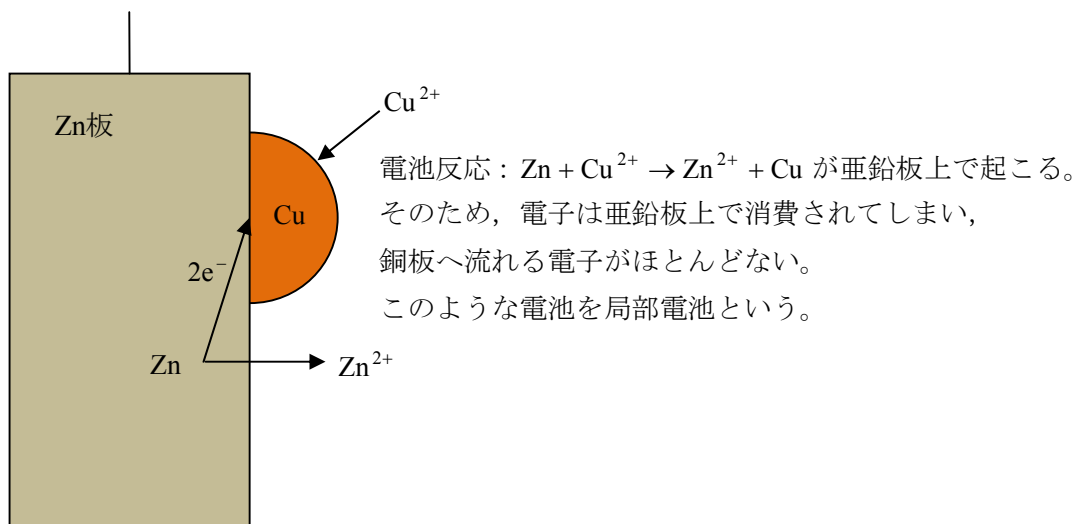 Zn板
Cu²⁺
電池反応：Zn + Cu²⁺ → Zn²⁺ + Cu が亜鉛板上で起こる。
そのため，電子は亜鉛板上で消費されてしまい，
Cu
銅板へ流れる電子がほとんどない。
2e⁻
このような電池を局部電池という。
Zn
Zn²⁺